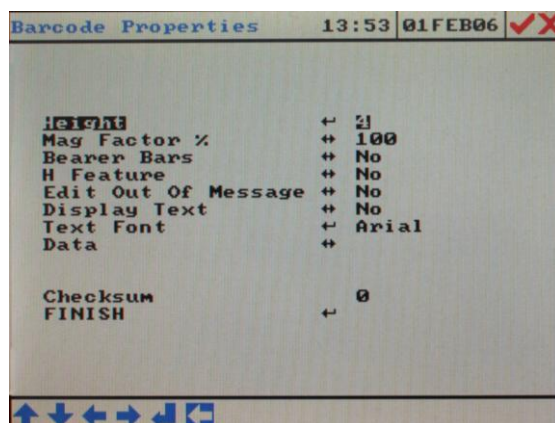 Barcode Properties 13:53 01FEB06
Height
Mag Factor % 100
Bearer Bars No
H Feature No
Edit Out Of Message No
Display Text No
Text Font Arial
Data
Checksum 0
FINISH